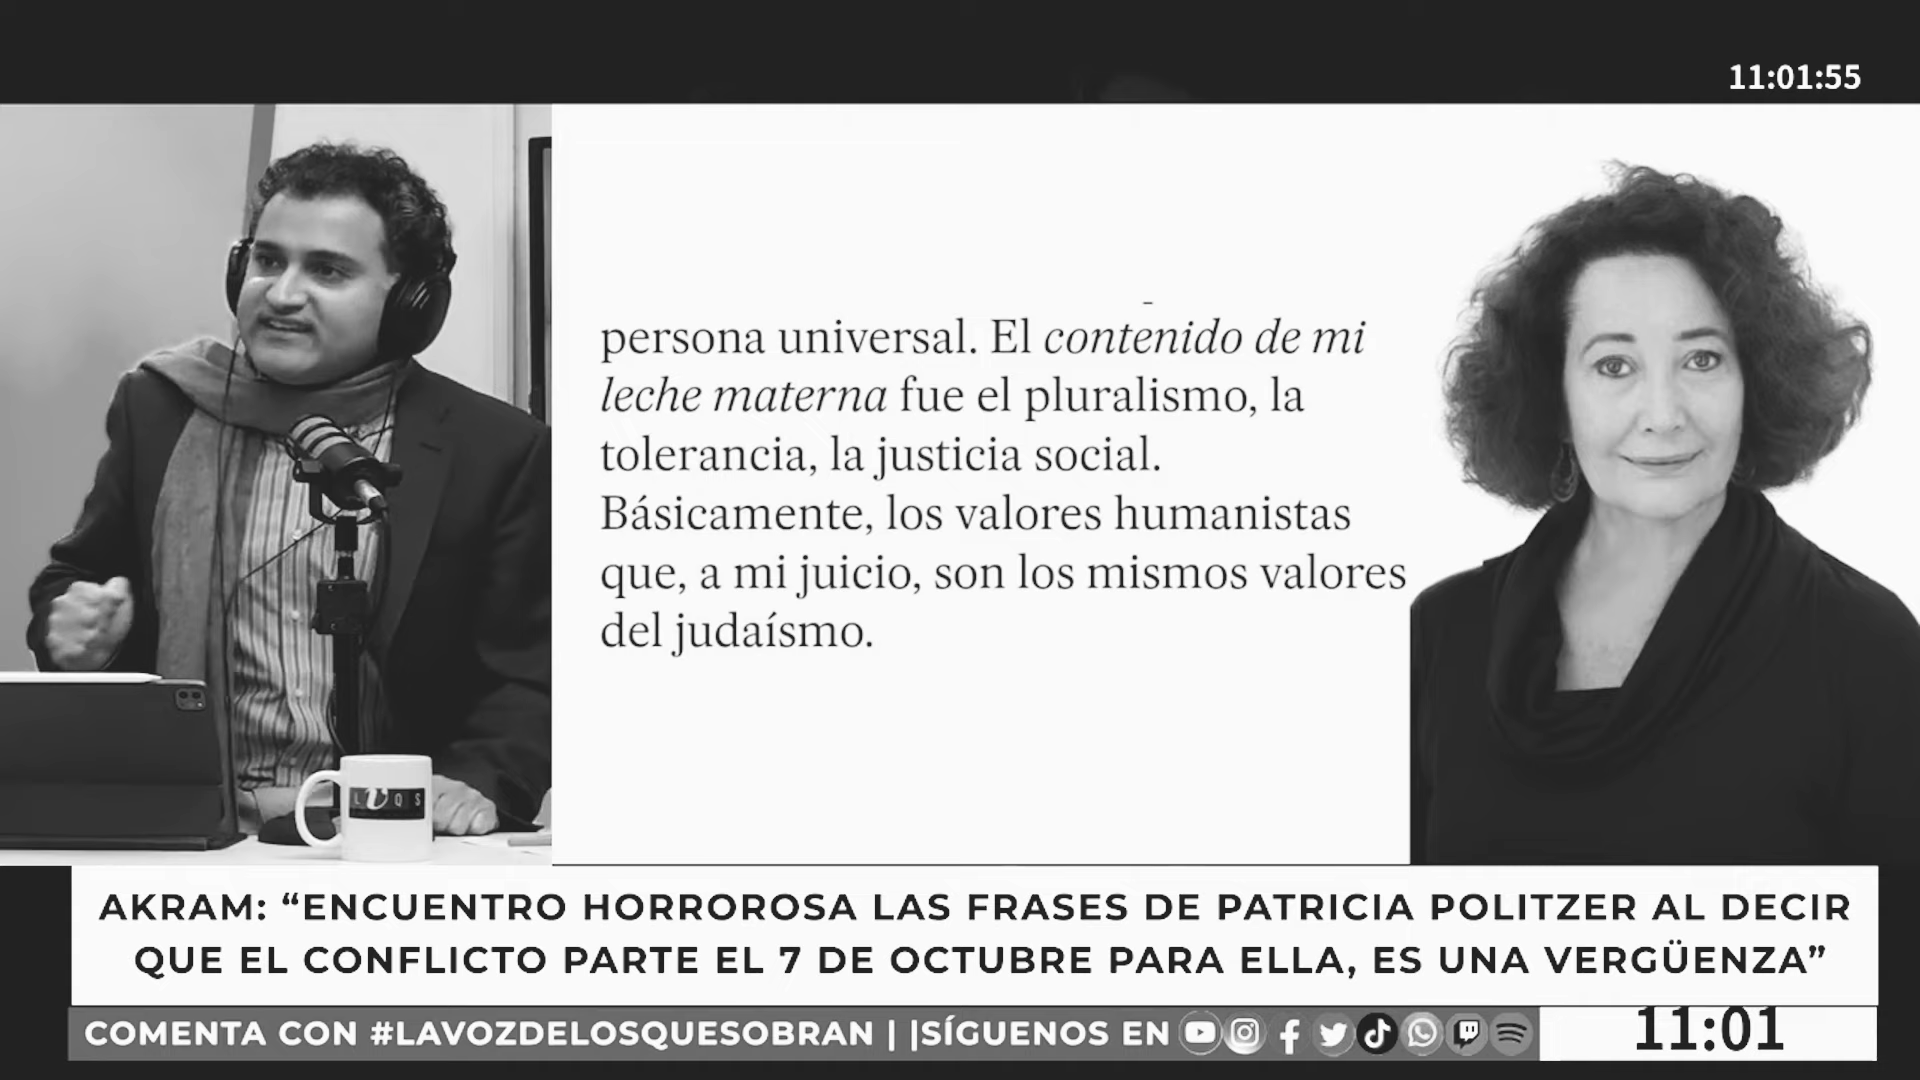 11:01:55
persona universal. El contenido de mi
leche materna fue el pluralismo, la
tolerancia, la justicia social.
Básicamente, los valores humanistas
que, a mi juicio, son los mismos valores
del judaísmo.
L V Q S
AKRAM: “ENCUENTRO HORROROSA LAS FRASES DE PATRICIA POLITZER AL DECIR
QUE EL CONFLICTO PARTE EL 7 DE OCTUBRE PARA ELLA, ES UNA VERGÜENZA”
COMENTA CON #LAVOZDELOSQUESOBRAN | |SÍGUENOS EN
11:01